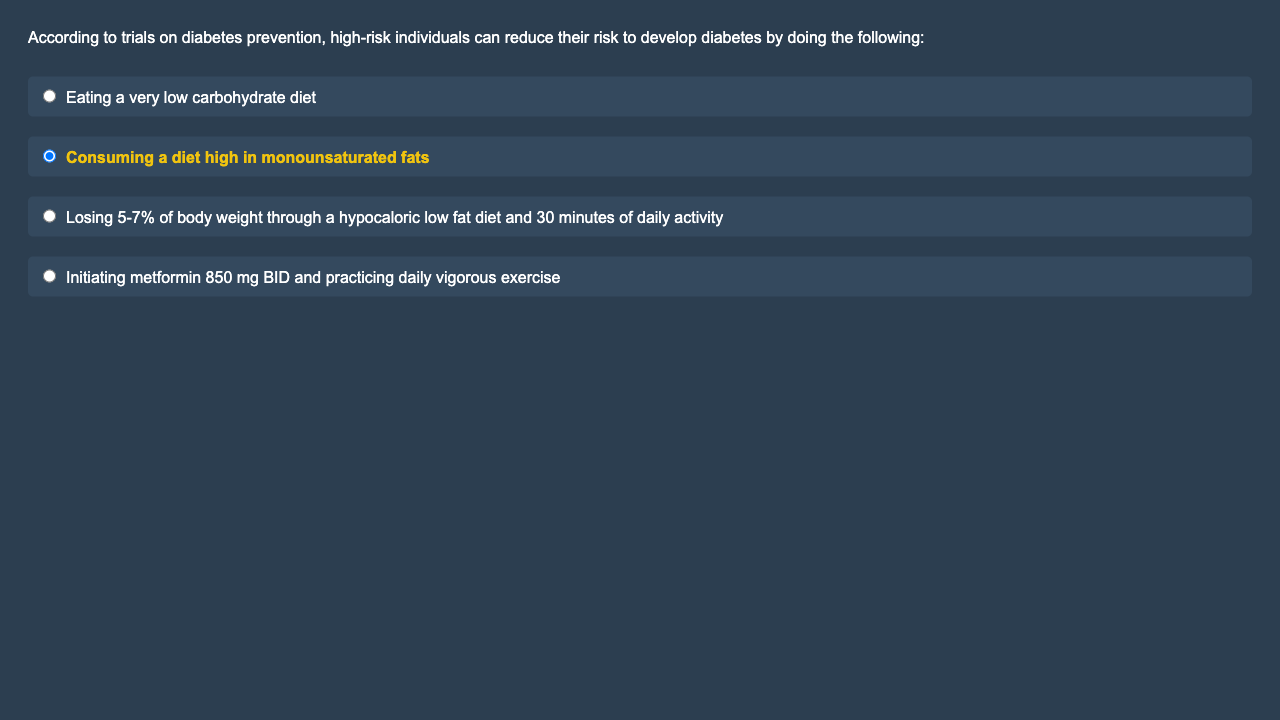 According to trials on diabetes prevention, high-risk individuals can reduce their risk to develop diabetes by doing the following:
Eating a very low carbohydrate diet
Consuming a diet high in monounsaturated fats
Losing 5-7% of body weight through a hypocaloric low fat diet and 30 minutes of daily activity
Initiating metformin 850 mg BID and practicing daily vigorous exercise